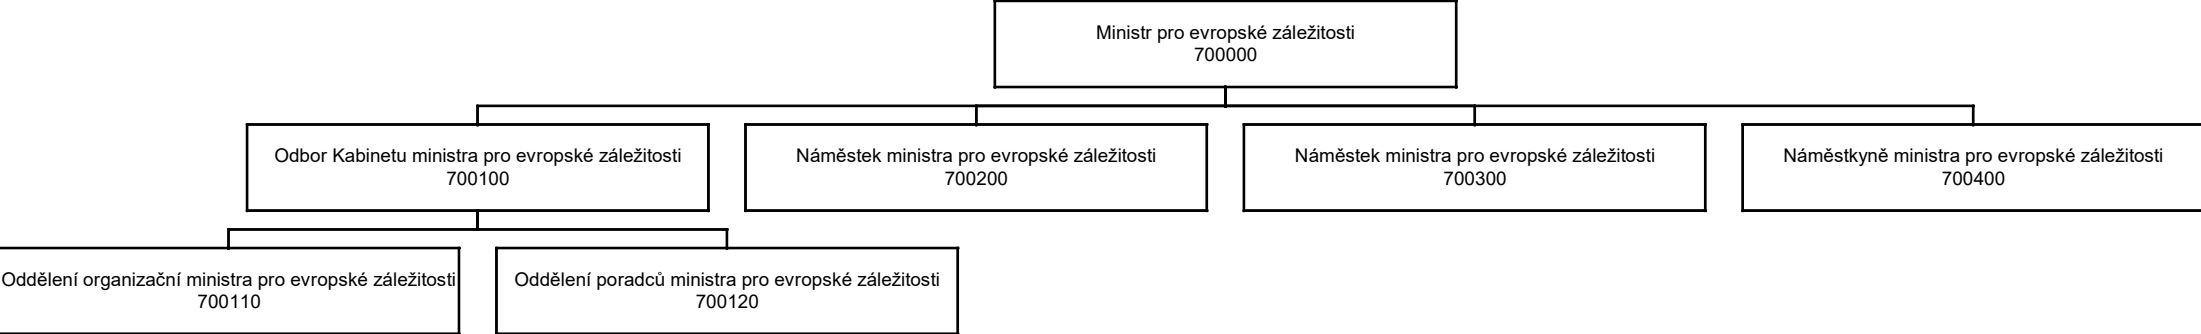 Ministr pro evropské záležitosti
700000
Odbor Kabinetu ministra pro evropské záležitosti
700100
Náměstek ministra pro evropské záležitosti
700200
Náměstek ministra pro evropské záležitosti
700300
Náměstkyně ministra pro evropské záležitosti
700400
Oddělení organizační ministra pro evropské záležitosti
700110
Oddělení poradců ministra pro evropské záležitosti
700120